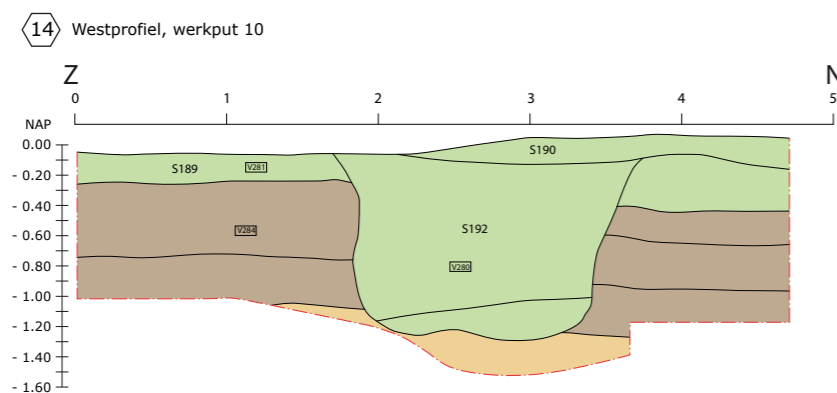 14 Westprofiel, werkput 10
Z N
0 1 2 3 4 5
NAP
0.00
- 0.20
- 0.40
- 0.60
- 0.80
- 1.00
- 1.20
- 1.40
- 1.60
S190
S189 V281
S192
V284
V280